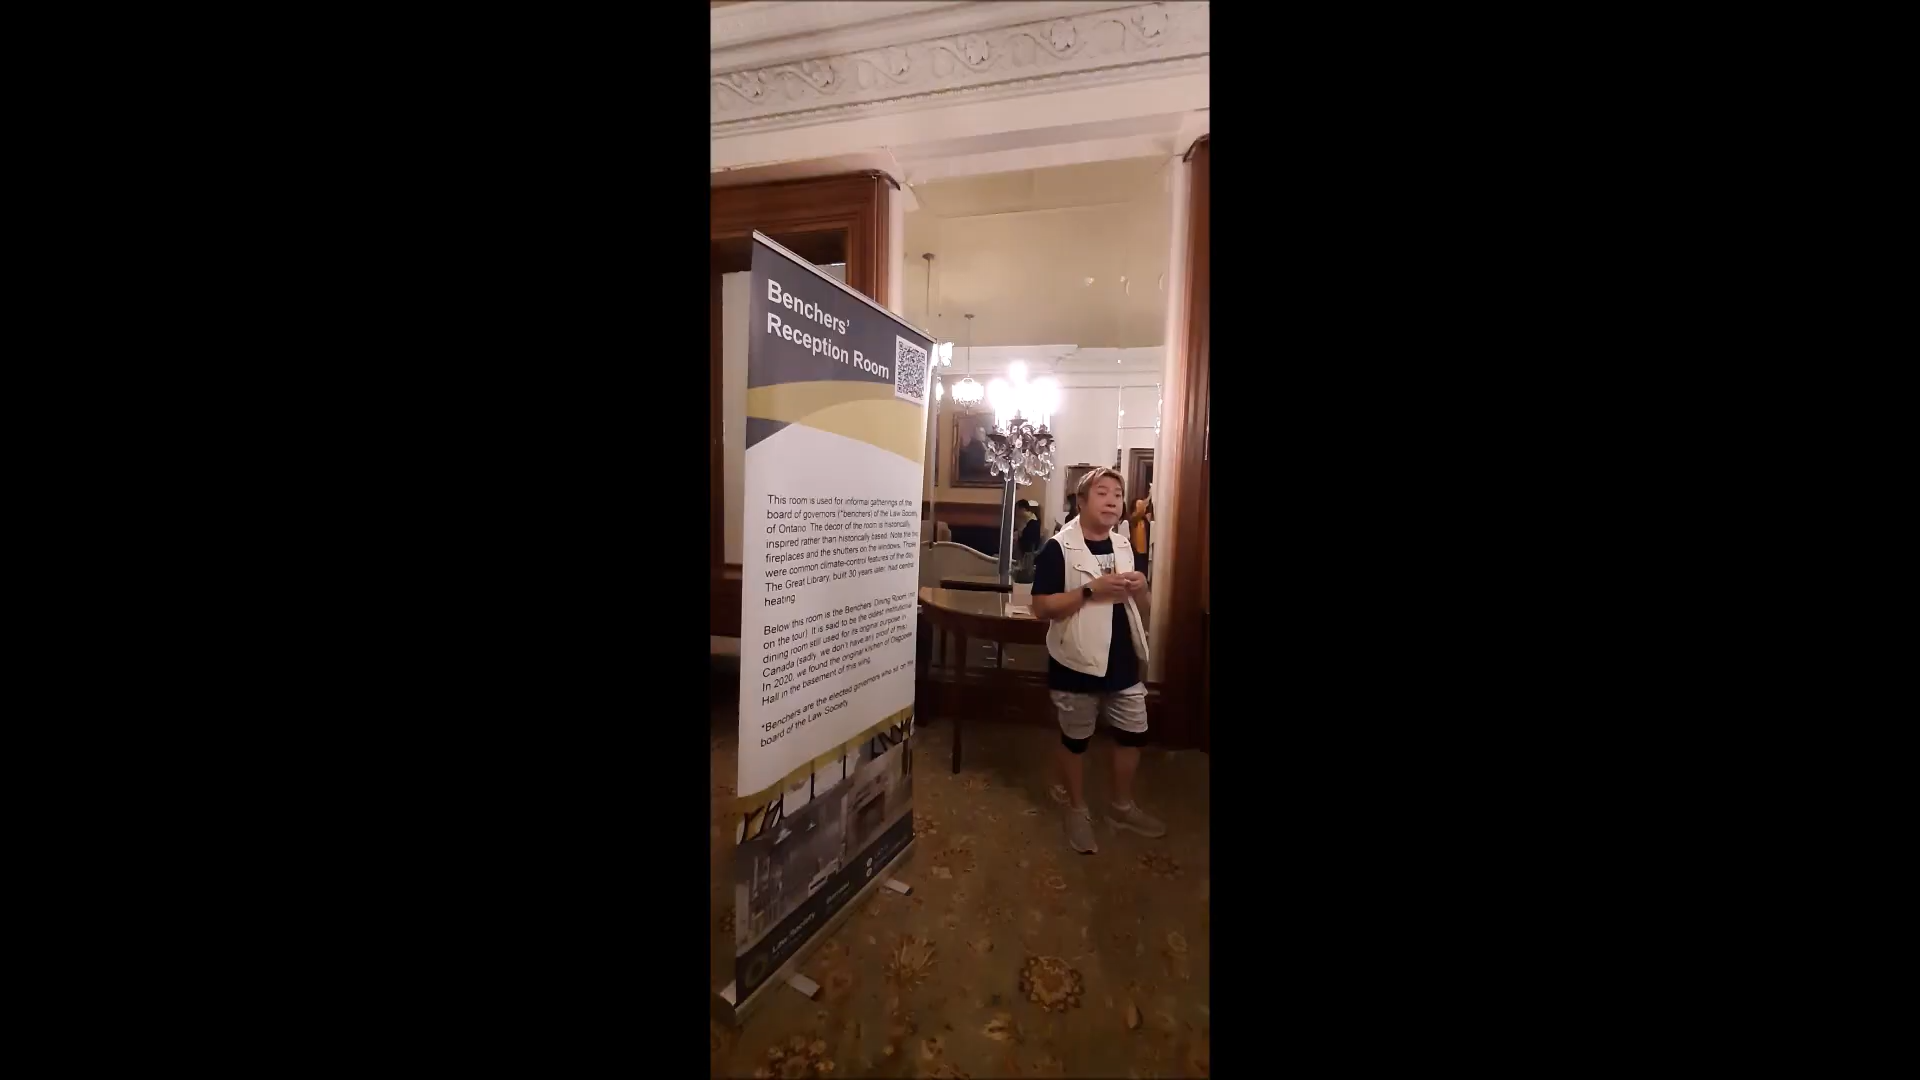 Benchers'
Reception Room
This room is used for informal gatherings of the
board of governors (*benchers) of the Law Society
of Ontario. The decor of the room is historically
inspired rather than historically based. Note the two
fireplaces and the shutters on the windows. Those
were common climate-control features of the day.
The Great Library, built 30 years later, had central
heating.
Below this room is the Benchers' Dining Room (not
on the tour). It is said to be the oldest institutional
dining room still used for its original purpose in
Canada (sadly, we don't have any proof of this).
In 2020, we found the original kitchen of Osgoode
Hall in the basement of this wing.
*Benchers are the elected governors who sit on the
board of the Law Society.
Law Society